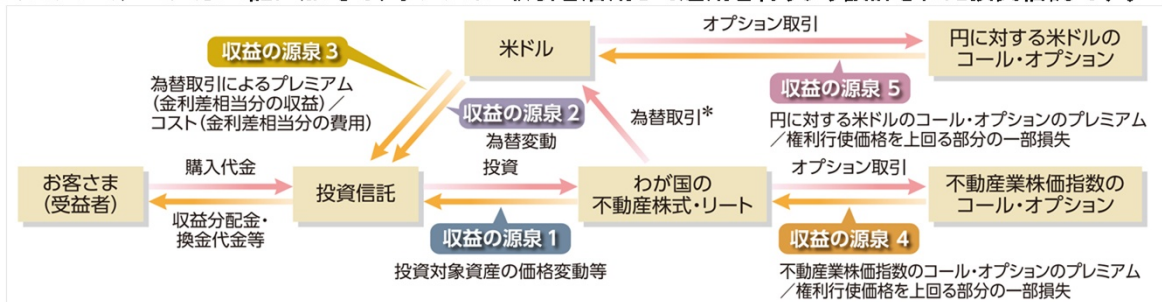 オプション取引
収益の源泉 3
米ドル
円に対する米ドルの
コール・オプション
為替取引によるプレミアム
(金利差相当分の収益)/
コスト(金利差相当分の費用)
収益の源泉 2
為替変動
為替取引*
収益の源泉 5
円に対する米ドルのコール・オプションのプレミアム
/権利行使価格を上回る部分の一部損失
購入代金
投資
オプション取引
お客さま
(受益者)
投資信託
わが国の
不動産株式・リート
不動産業株価指数の
コール・オプション
収益分配金・
換金代金等
収益の源泉 1
収益の源泉 4
投資対象資産の価格変動等
不動産業株価指数のコール・オプションのプレミアム
/権利行使価格を上回る部分の一部損失